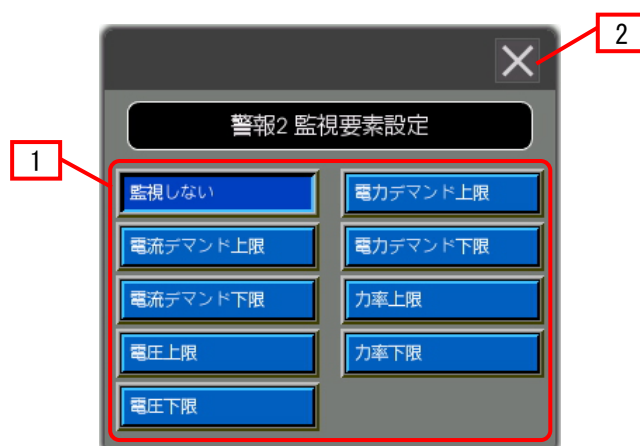 2
警報2 監視要素設定
1
監視しない
電力デマンド上限
電流デマンド上限
電力デマンド下限
電流デマンド下限
力率上限
電圧上限
力率下限
電圧下限